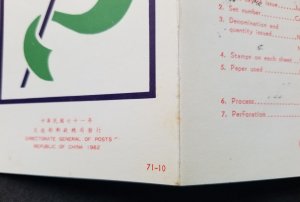 中華民國七十一年
交通部郵政總局發行
DIRECTORATE GENERAL OF POSTS
REPUBLIC OF CHINA 1982
71-10
Issue
2. Set number
3. Denomination and
quantity issued
4. Stamps on each sheet
5. Paper used
6. Process
7. Perforation